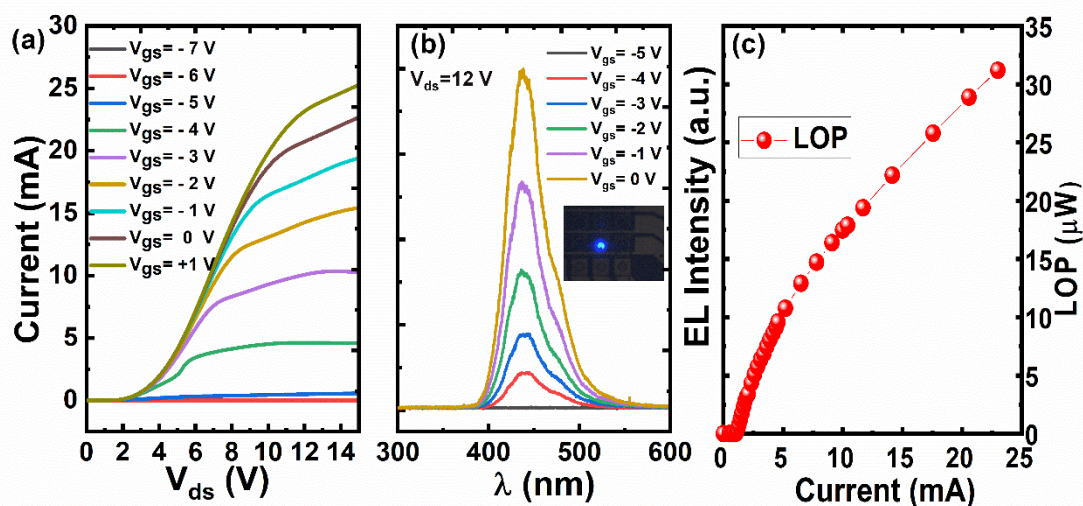 (a)
Current (mA)
30
25
20
15
10
5
0
Vgs= - 7 V
Vgs= - 6 V
Vgs= - 5 V
Vgs= - 4 V
Vgs= - 3 V
Vgs= - 2 V
Vgs= - 1 V
Vgs= 0 V
Vgs= +1 V
0 2 4 6 8 10 12 14
Vds (V)
(b)
Vds=12 V
Vgs= -5 V
Vgs= -4 V
Vgs= -3 V
Vgs= -2 V
Vgs= -1 V
Vgs= 0 V
300 400 500 600
λ (nm)
(c)
EL Intensity (a.u.)
LOP
35
30
25
20
15
10
5
0
LOP (μW)
0 5 10 15 20 25
Current (mA)